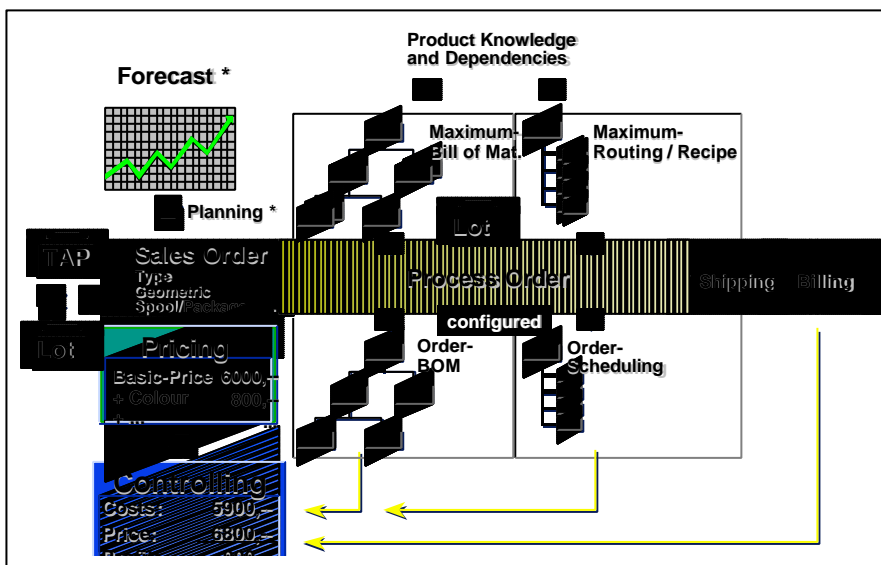 Product Knowledge
and Dependencies
Forecast *
Maximum-
Bill of Mat.
Maximum-
Routing / Recipe
Planning *
Lot
TAP
Sales Order
Type
Geometric
Spool/Package
Process Order
Shipping
Billing
configured
Lot
Pricing
Basic-Price 6000,–
+ Colour 800,–
Order-
BOM
Order-
Scheduling
Controlling
Costs: 5900,–
Price: 6800,–